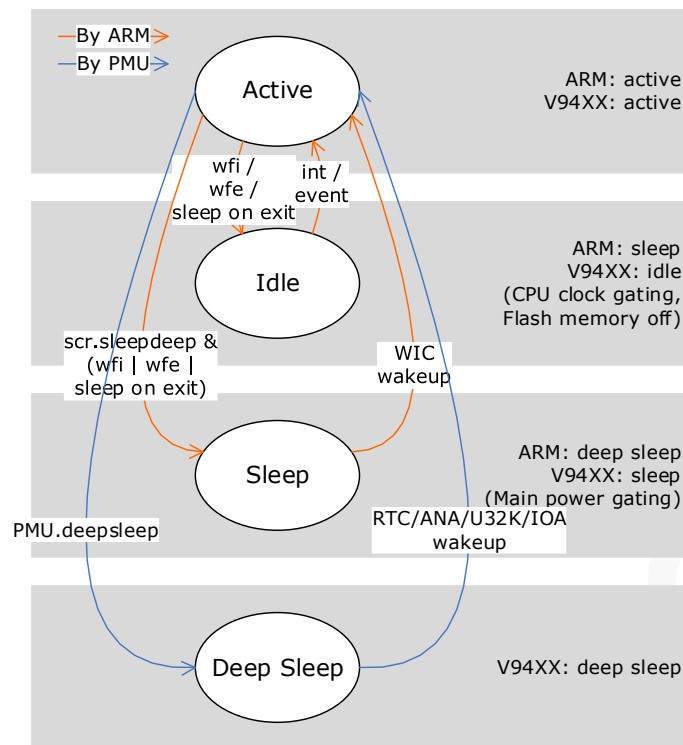 By ARM
By PMU
Active
ARM: active
V94XX: active
wfi /
wfe /
sleep on exit
int /
event
Idle
ARM: sleep
V94XX: idle
(CPU clock gating,
Flash memory off)
scr.sleepdeep &
(wfi | wfe |
sleep on exit)
WIC
wakeup
Sleep
ARM: deep sleep
V94XX: sleep
(Main power gating)
PMU.deepsleep
RTC/ANA/U32K/IOA
wakeup
Deep Sleep
V94XX: deep sleep